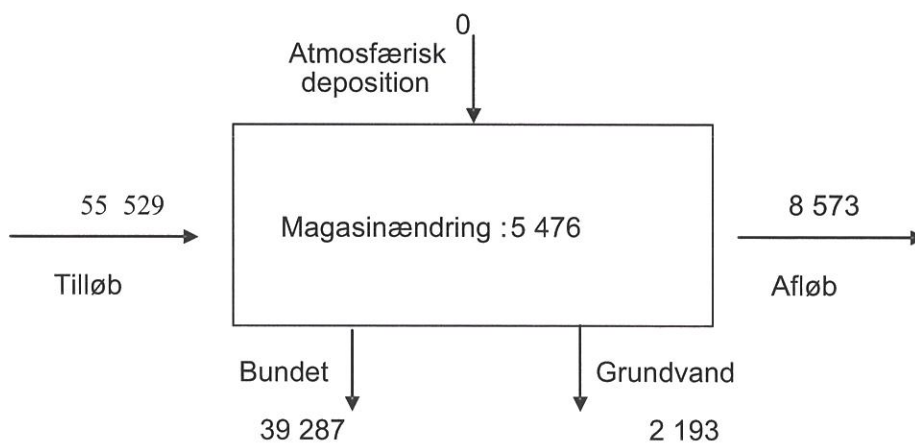 0
Atmosfærisk
deposition
55 529
Tilløb
Magasinændring : 5 476
8 573
Afløb
Bundet
39 287
Grundvand
2 193